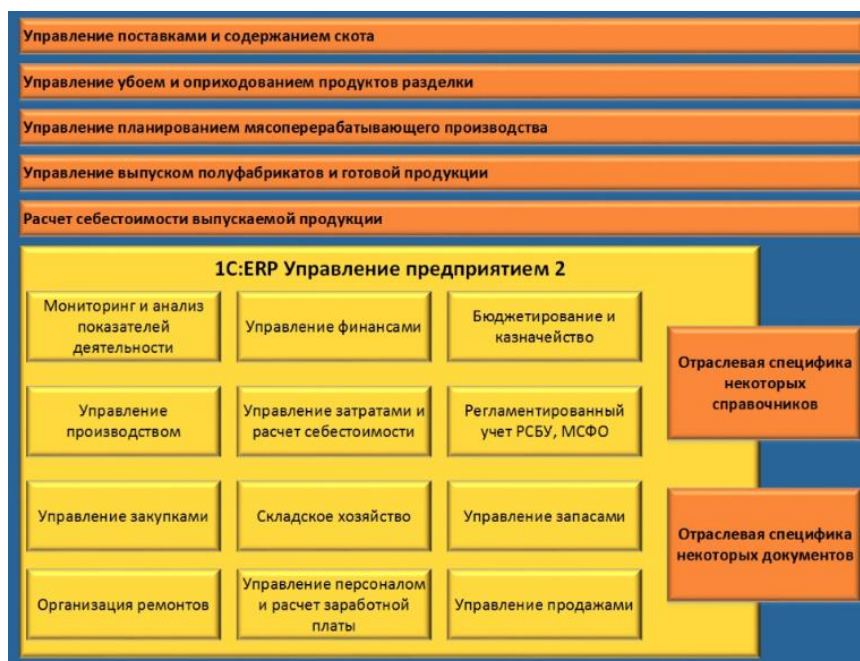 Управление поставками и содержанием скота
Управление убоем и оприходованием продуктов разделки
Управление планированием мясоперерабатывающего производства
Управление выпуском полуфабрикатов и готовой продукции
Расчет себестоимости выпускаемой продукции
1С:ERP Управление предприятием 2
Мониторинг и анализ
показателей
деятельности
Управление финансами
Бюджетирование и
казначейство
Управление
производством
Управление затратами и
расчет себестоимости
Регламентированный
учет РСБУ, МСФО
Управление закупками
Складское хозяйство
Управление запасами
Организация ремонтов
Управление персоналом
и расчет заработной
платы
Управление продажами
Отраслевая специфика
некоторых
справочников
Отраслевая специфика
некоторых документов